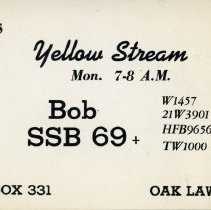 Yellow Stream
Mon. 7-8 A.M.
Bob
SSB 69 +
W1457
21W3901
HFB9656
TW1000
OX 331
OAK LAW